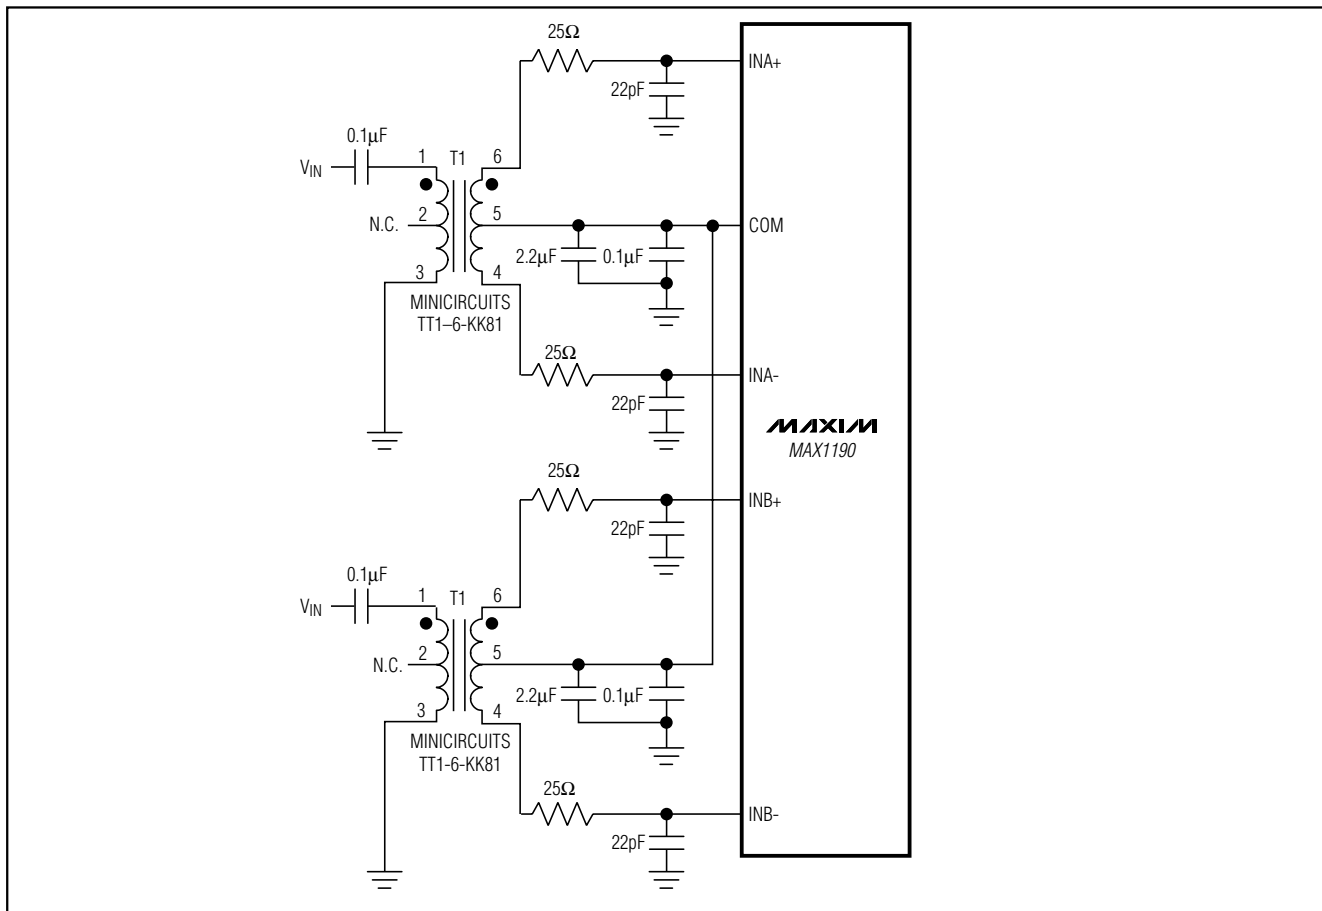 25Ω
INA+
22pF
0.1µF
1
T1
6
VIN
N.C.
2
5
COM
2.2µF
0.1µF
3
4
MINICIRCUITS
TT1–6-KK81
25Ω
INA-
22pF
MAXIM
MAX1190
25Ω
INB+
22pF
0.1µF
1
T1
6
VIN
N.C.
2
5
2.2µF
0.1µF
3
4
MINICIRCUITS
TT1-6-KK81
25Ω
INB-
22pF